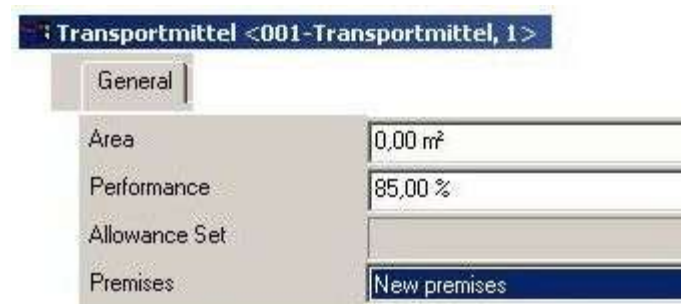 Transportmittel <001-Transportmittel, 1>
General
Area 0,00 m²
Performance 85,00 %
Allowance Set
Premises New premises